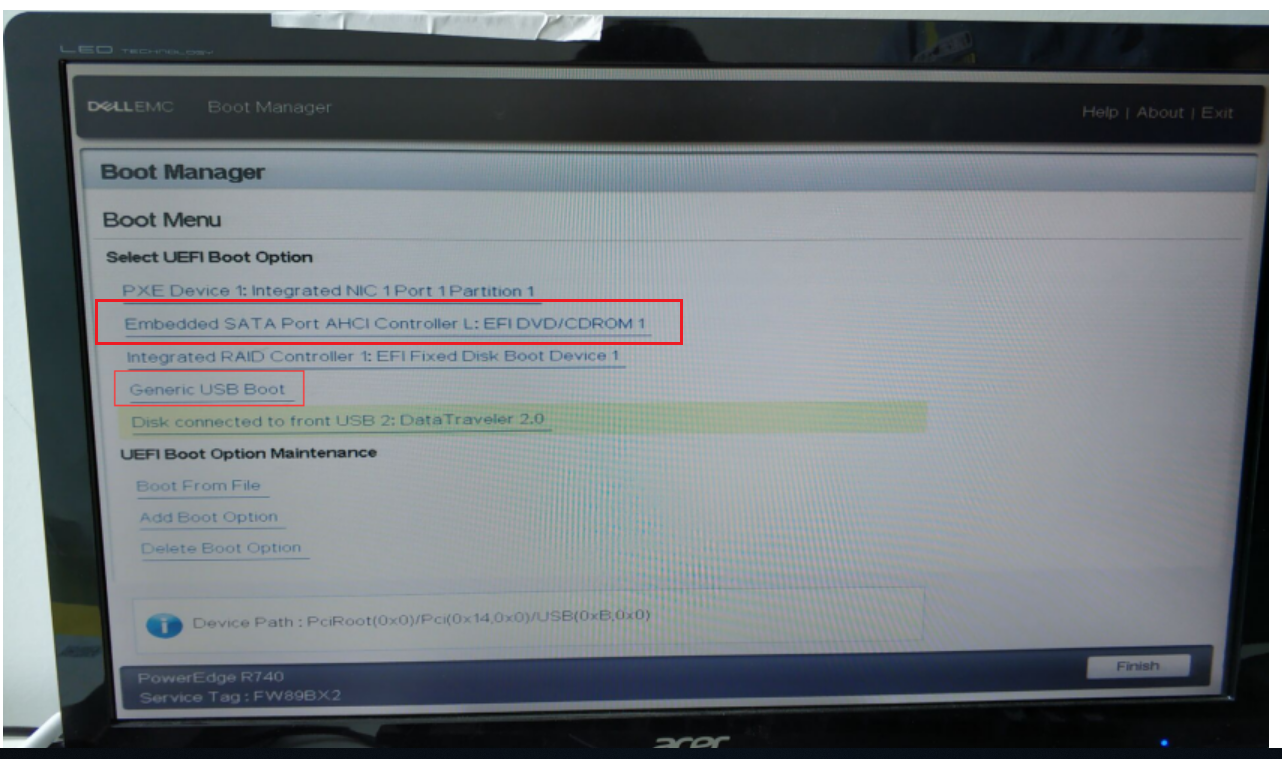 LED TECHNOLOGY
DELLEMC Boot Manager
Help | About | Exit
Boot Manager
Boot Menu
Select UEFI Boot Option
PXE Device 1: Integrated NIC 1 Port 1 Partition 1
Embedded SATA Port AHCI Controller L: EFI DVD/CDROM 1
Integrated RAID Controller 1: EFI Fixed Disk Boot Device 1
Generic USB Boot
Disk connected to front USB 2: DataTraveler 2.0
UEFI Boot Option Maintenance
Boot From File
Add Boot Option
Delete Boot Option
Device Path : PciRoot(0x0)/Pci(0x14,0x0)/USB(0xB,0x0)
PowerEdge R740
Service Tag : FW89BX2
Finish
acer